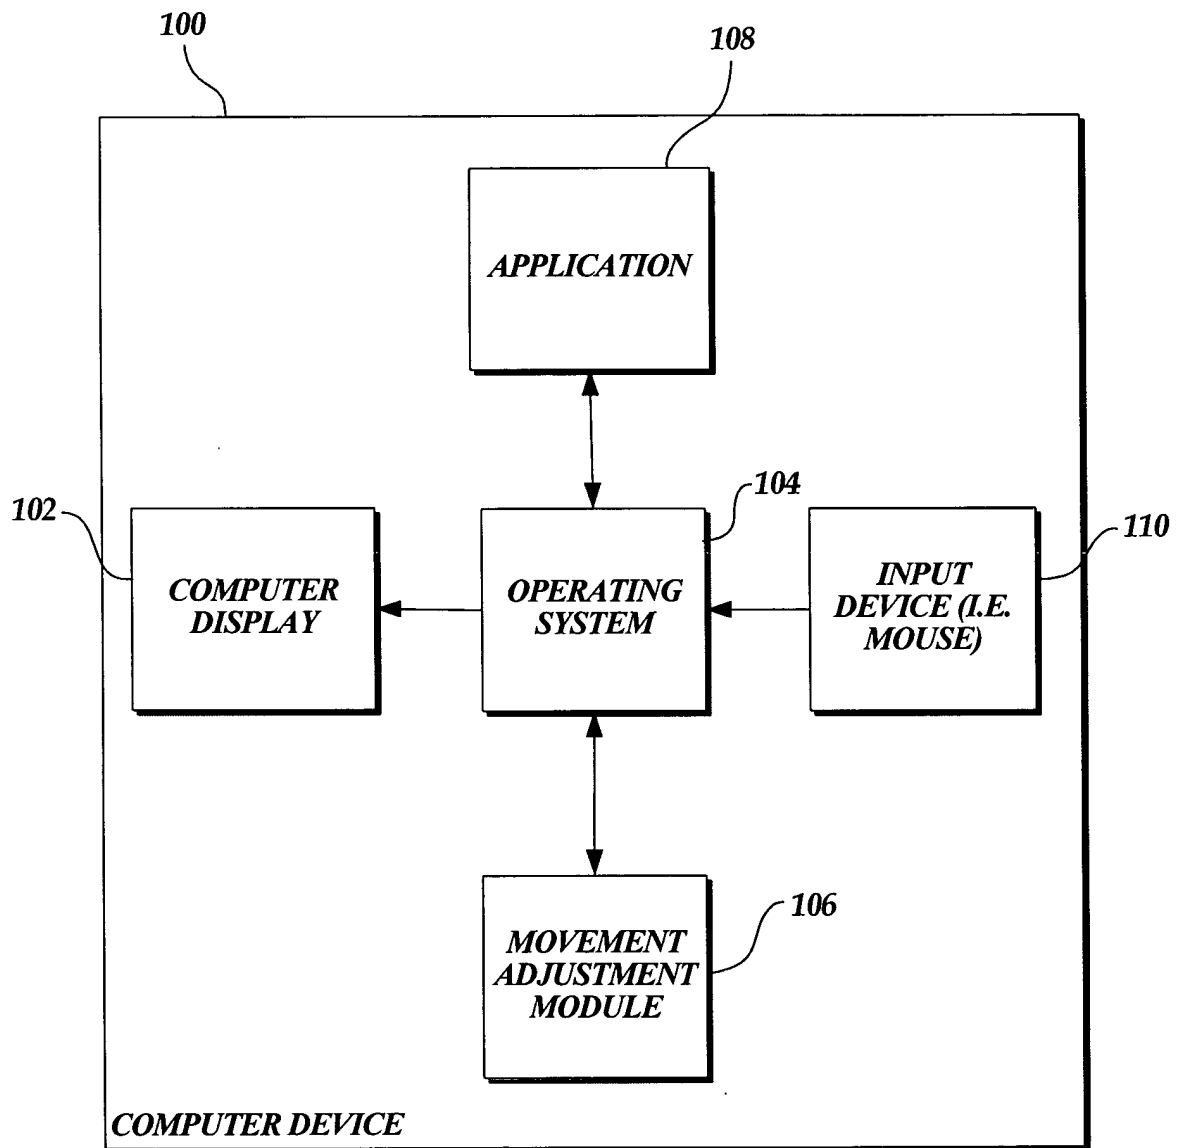 100
108
APPLICATION
102
104
110
COMPUTER
DISPLAY
OPERATING
SYSTEM
INPUT
DEVICE (I.E.
MOUSE)
106
MOVEMENT
ADJUSTMENT
MODULE
COMPUTER DEVICE